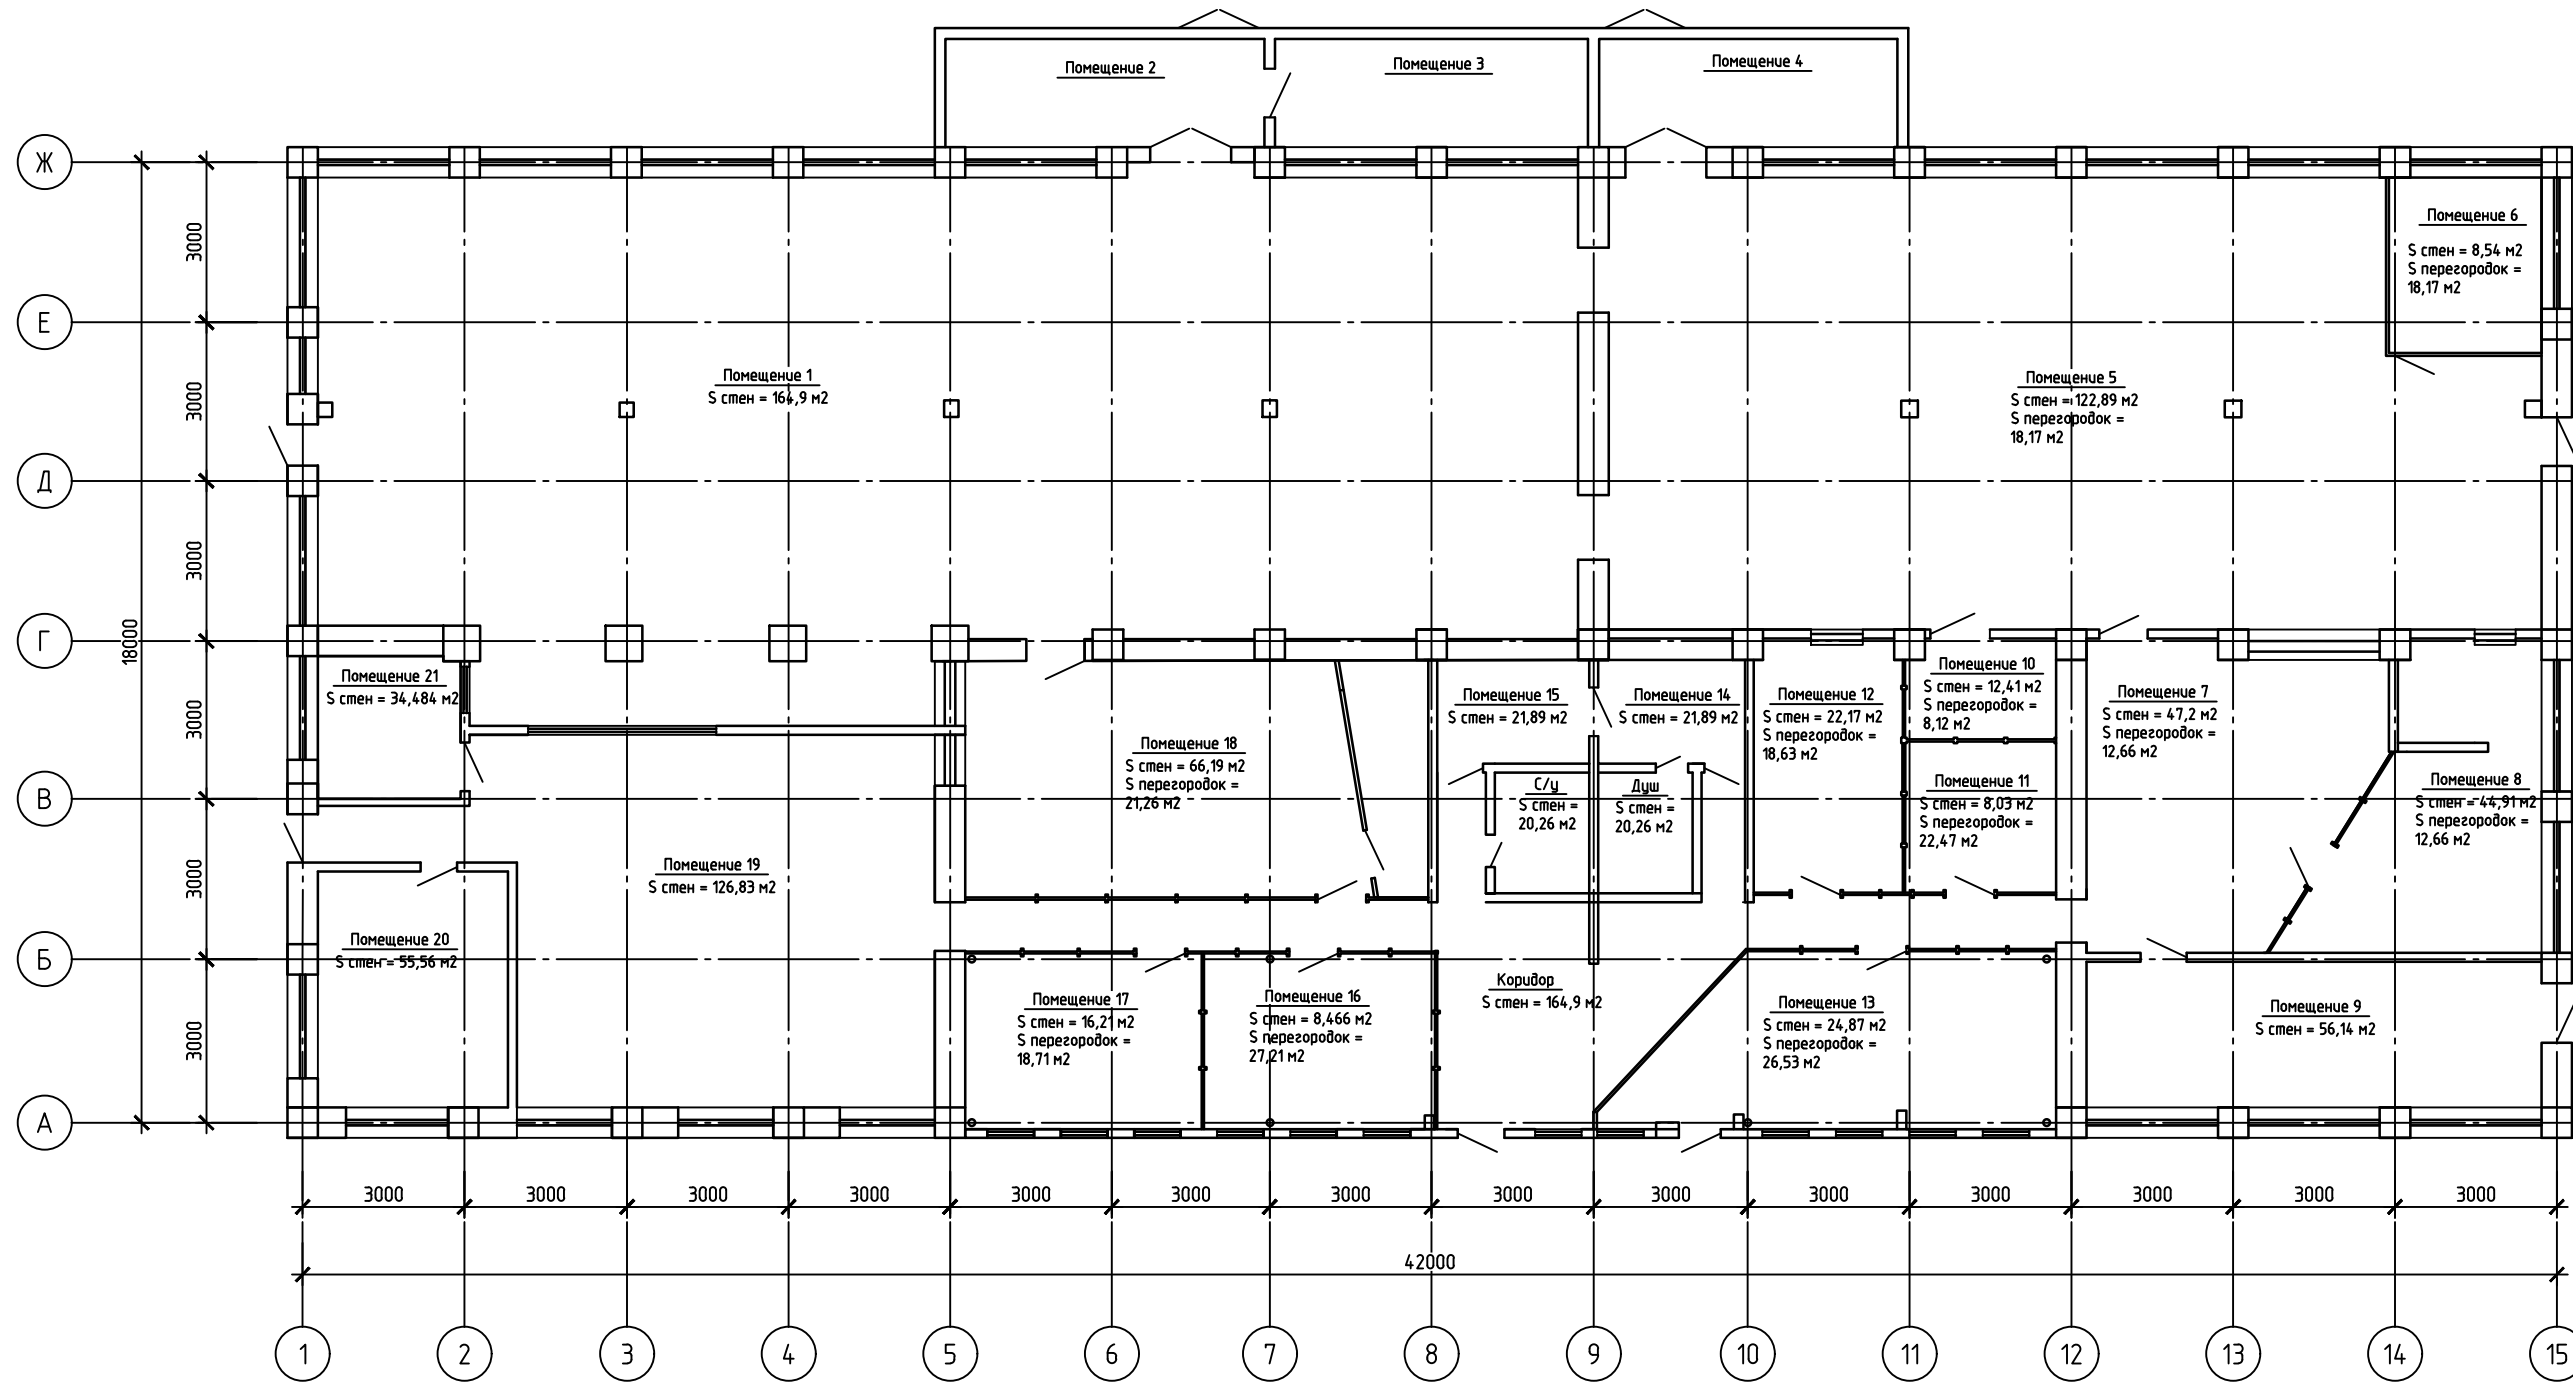 Помещение 2
Помещение 3
Помещение 4
Ж
Помещение 6
S стен = 8,54 м2
S перегородок =
18,17 м2
3000
Е
Помещение 1
S стен = 164,9 м2
Помещение 5
S стен = 122,89 м2
S перегородок =
18,17 м2
3000
Д
3000
Г
18000
Помещение 21
S стен = 34,484 м2
Помещение 15
S стен = 21,89 м2
Помещение 14
S стен = 21,89 м2
Помещение 12
S стен = 22,17 м2
S перегородок =
18,63 м2
Помещение 10
S стен = 12,41 м2
S перегородок =
8,12 м2
Помещение 7
S стен = 47,2 м2
S перегородок =
12,66 м2
3000
Помещение 18
S стен = 66,19 м2
S перегородок =
21,26 м2
С/у
S стен =
20,26 м2
Душ
S стен =
20,26 м2
Помещение 11
S стен = 8,03 м2
S перегородок =
22,47 м2
Помещение 8
S стен = 44,91 м2
S перегородок =
12,66 м2
В
3000
Помещение 19
S стен = 126,83 м2
Помещение 20
S стен = 55,56 м2
Б
Коридор
S стен = 164,9 м2
Помещение 17
S стен = 16,21 м2
S перегородок =
18,71 м2
Помещение 16
S стен = 8,466 м2
S перегородок =
27,21 м2
Помещение 13
S стен = 24,87 м2
S перегородок =
26,53 м2
Помещение 9
S стен = 56,14 м2
3000
А
3000 3000 3000 3000 3000 3000 3000 3000 3000 3000 3000 3000 3000 3000
42000
1 2 3 4 5 6 7 8 9 10 11 12 13 14 15